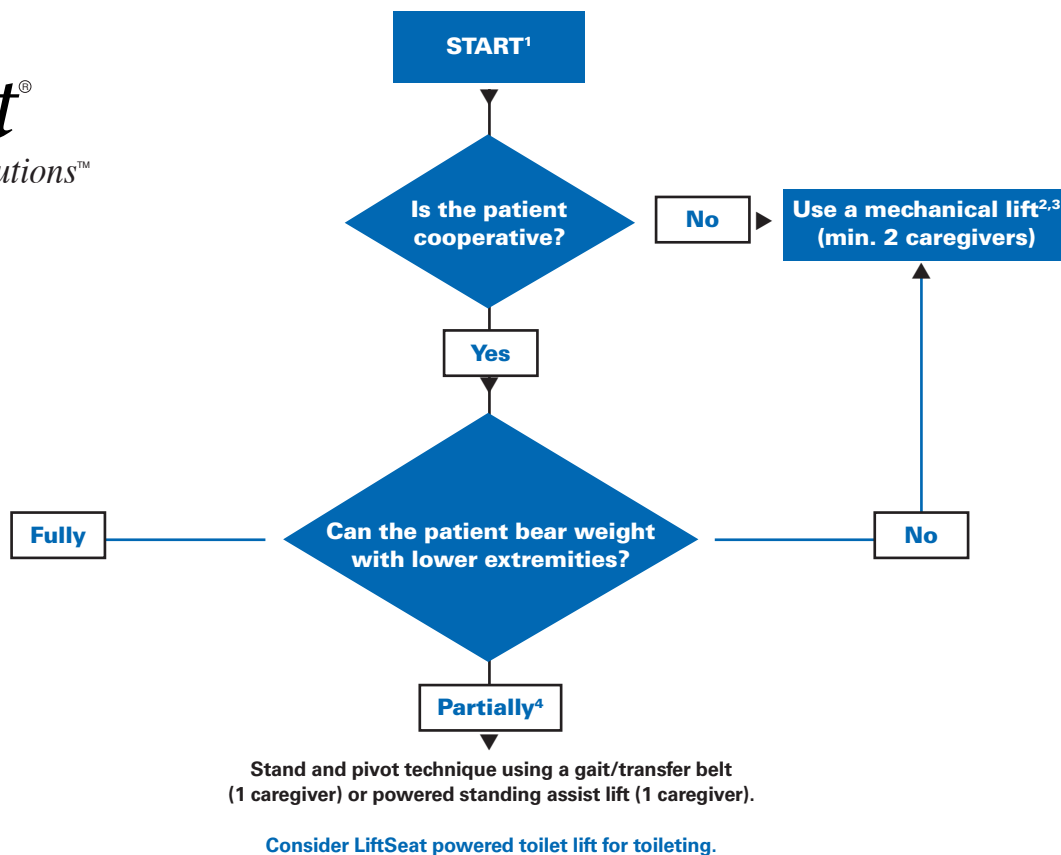 START¹
Is the patient
cooperative?
No
Use a mechanical lift²,³
(min. 2 caregivers)
Yes
Can the patient bear weight
with lower extremities?
Fully
No
Partially⁴
Stand and pivot technique using a gait/transfer belt
(1 caregiver) or powered standing assist lift (1 caregiver).
Consider LiftSeat powered toilet lift for toileting.